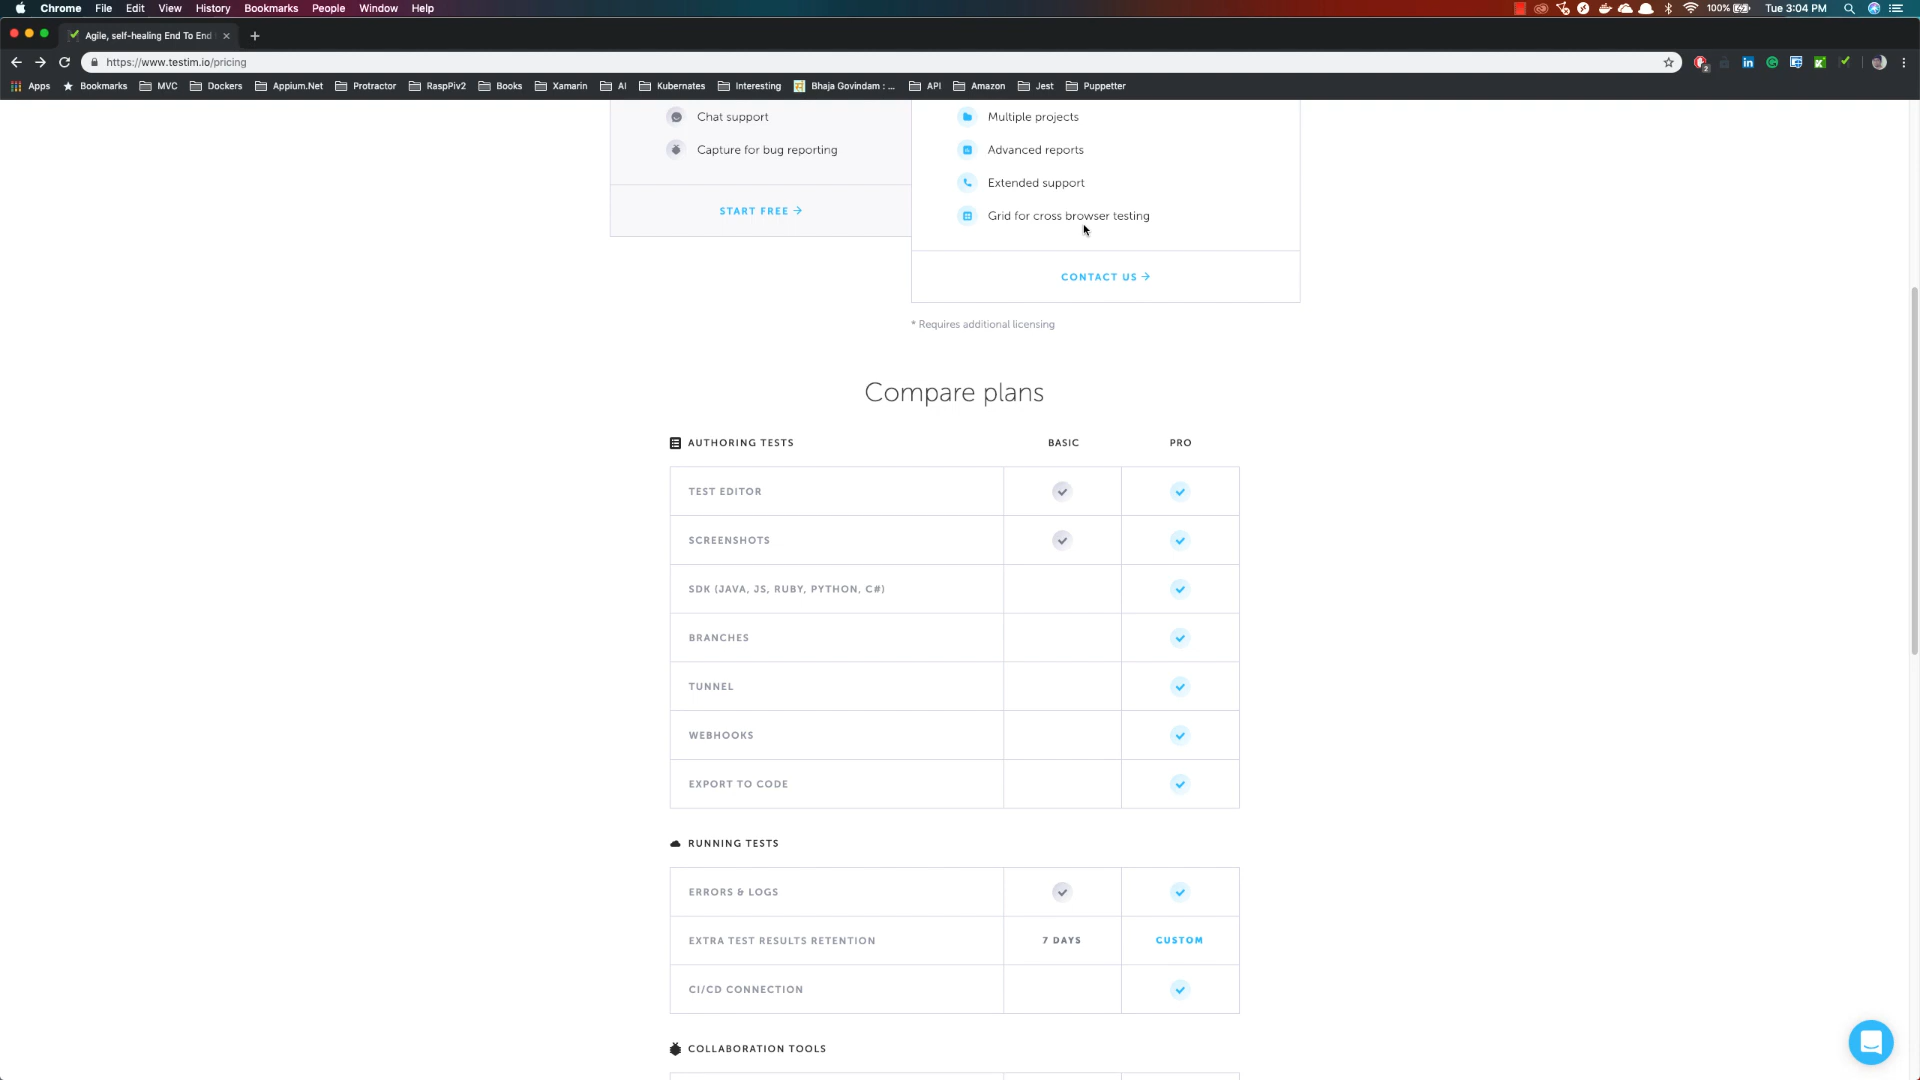 Chrome File Edit View History Bookmarks People Window Help 100% Tue 3:04 PM
Agile, self-healing End To End
https://www.testim.io/pricing
Apps Bookmarks MVC Dockers Appium.Net Protractor RaspPiv2 Books Xamarin AI Kubernates Interesting Bhaja Govindam : ... API Amazon Jest Puppetter
Chat support
Capture for bug reporting
START FREE →
Multiple projects
Advanced reports
Extended support
Grid for cross browser testing
CONTACT US →
* Requires additional licensing
Compare plans
AUTHORING TESTS BASIC PRO
TEST EDITOR
SCREENSHOTS
SDK (JAVA, JS, RUBY, PYTHON, C#)
BRANCHES
TUNNEL
WEBHOOKS
EXPORT TO CODE
RUNNING TESTS
ERRORS & LOGS
EXTRA TEST RESULTS RETENTION 7 DAYS CUSTOM
CI/CD CONNECTION
COLLABORATION TOOLS